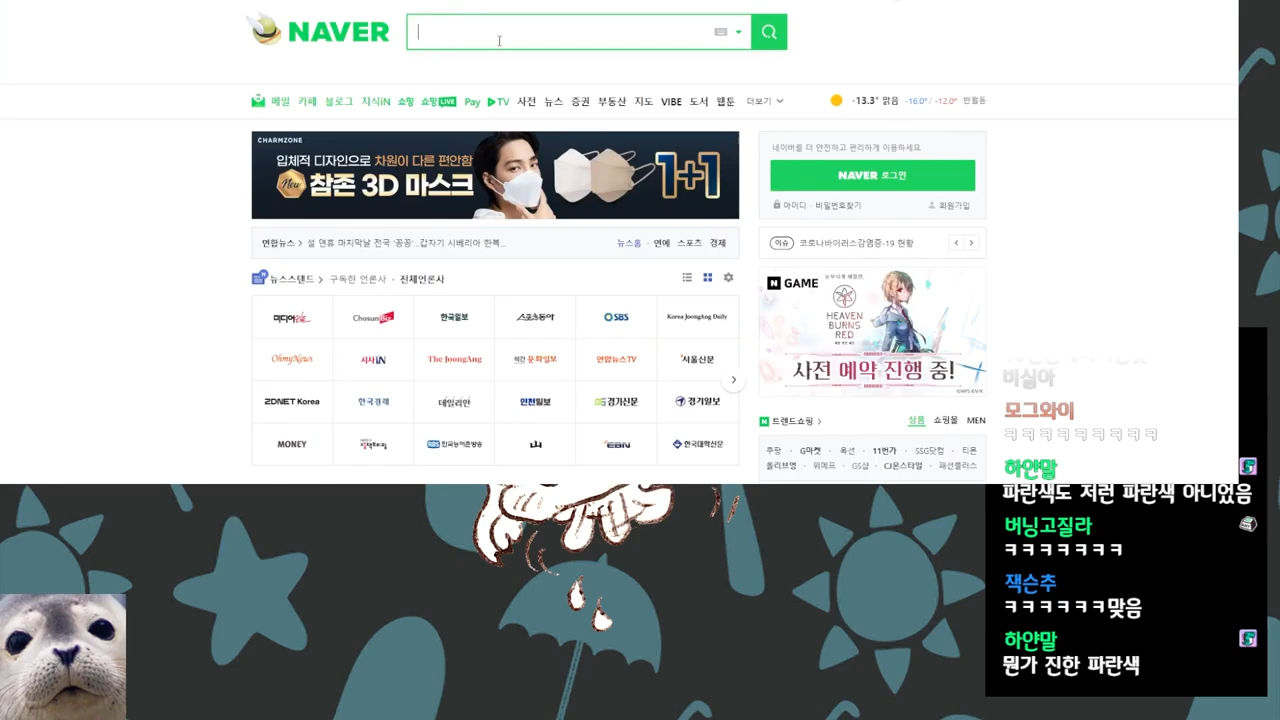 NAVER
메일 카페 블로그 지식iN 쇼핑 쇼핑LIVE Pay TV 사전 뉴스 증권 부동산 지도 VIBE 도서 웹툰 더보기
-13.3° 맑음 -16.0° / -12.0° 반월동
CHARMZONE
입체적 디자인으로 차원이 다른 편안함
New 참존 3D 마스크
1+1
네이버를 더 안전하고 편리하게 이용하세요
NAVER 로그인
아이디 · 비밀번호찾기 회원가입
연합뉴스 > 설 연휴 마지막날 전국 '꽁꽁'...갑자기 시베리아 한복...
뉴스홈 · 연예 스포츠 경제
이슈 코로나바이러스감염증-19 현황
뉴스스탠드 > 구독한 언론사 · 전체언론사
ChosunBiz 한국일보 스포츠동아 SBS Korea JoongAng Daily
OhmyNews 시사IN The JoongAng 석간 문화일보 연합뉴스TV 서울신문
ZDNET Korea 한국경제 데일리안 인천일보 경기신문 경기일보
MONEY RBS 한국농어촌방송 EBN 한국대학신문
N GAME
HEAVEN
BURNS
RED
사전 예약 진행 중!
트렌드쇼핑 >
상품 쇼핑몰 MEN
쿠팡 · G마켓 · 옥션 · 11번가 · SSG닷컴 · 티몬
올리브영 · 위메프 · GS샵 · CJ온스타일 · 패션플러스
비싫아
모그와이
ㅋㅋㅋㅋㅋㅋㅋㅋㅋ
하얀말
파란색도 저런 파란색 아니었음
버닝고질라
ㅋㅋㅋㅋㅋㅋㅋ
잭슨추
ㅋㅋㅋㅋㅋㅋ맞음
하얀말
뭔가 진한 파란색